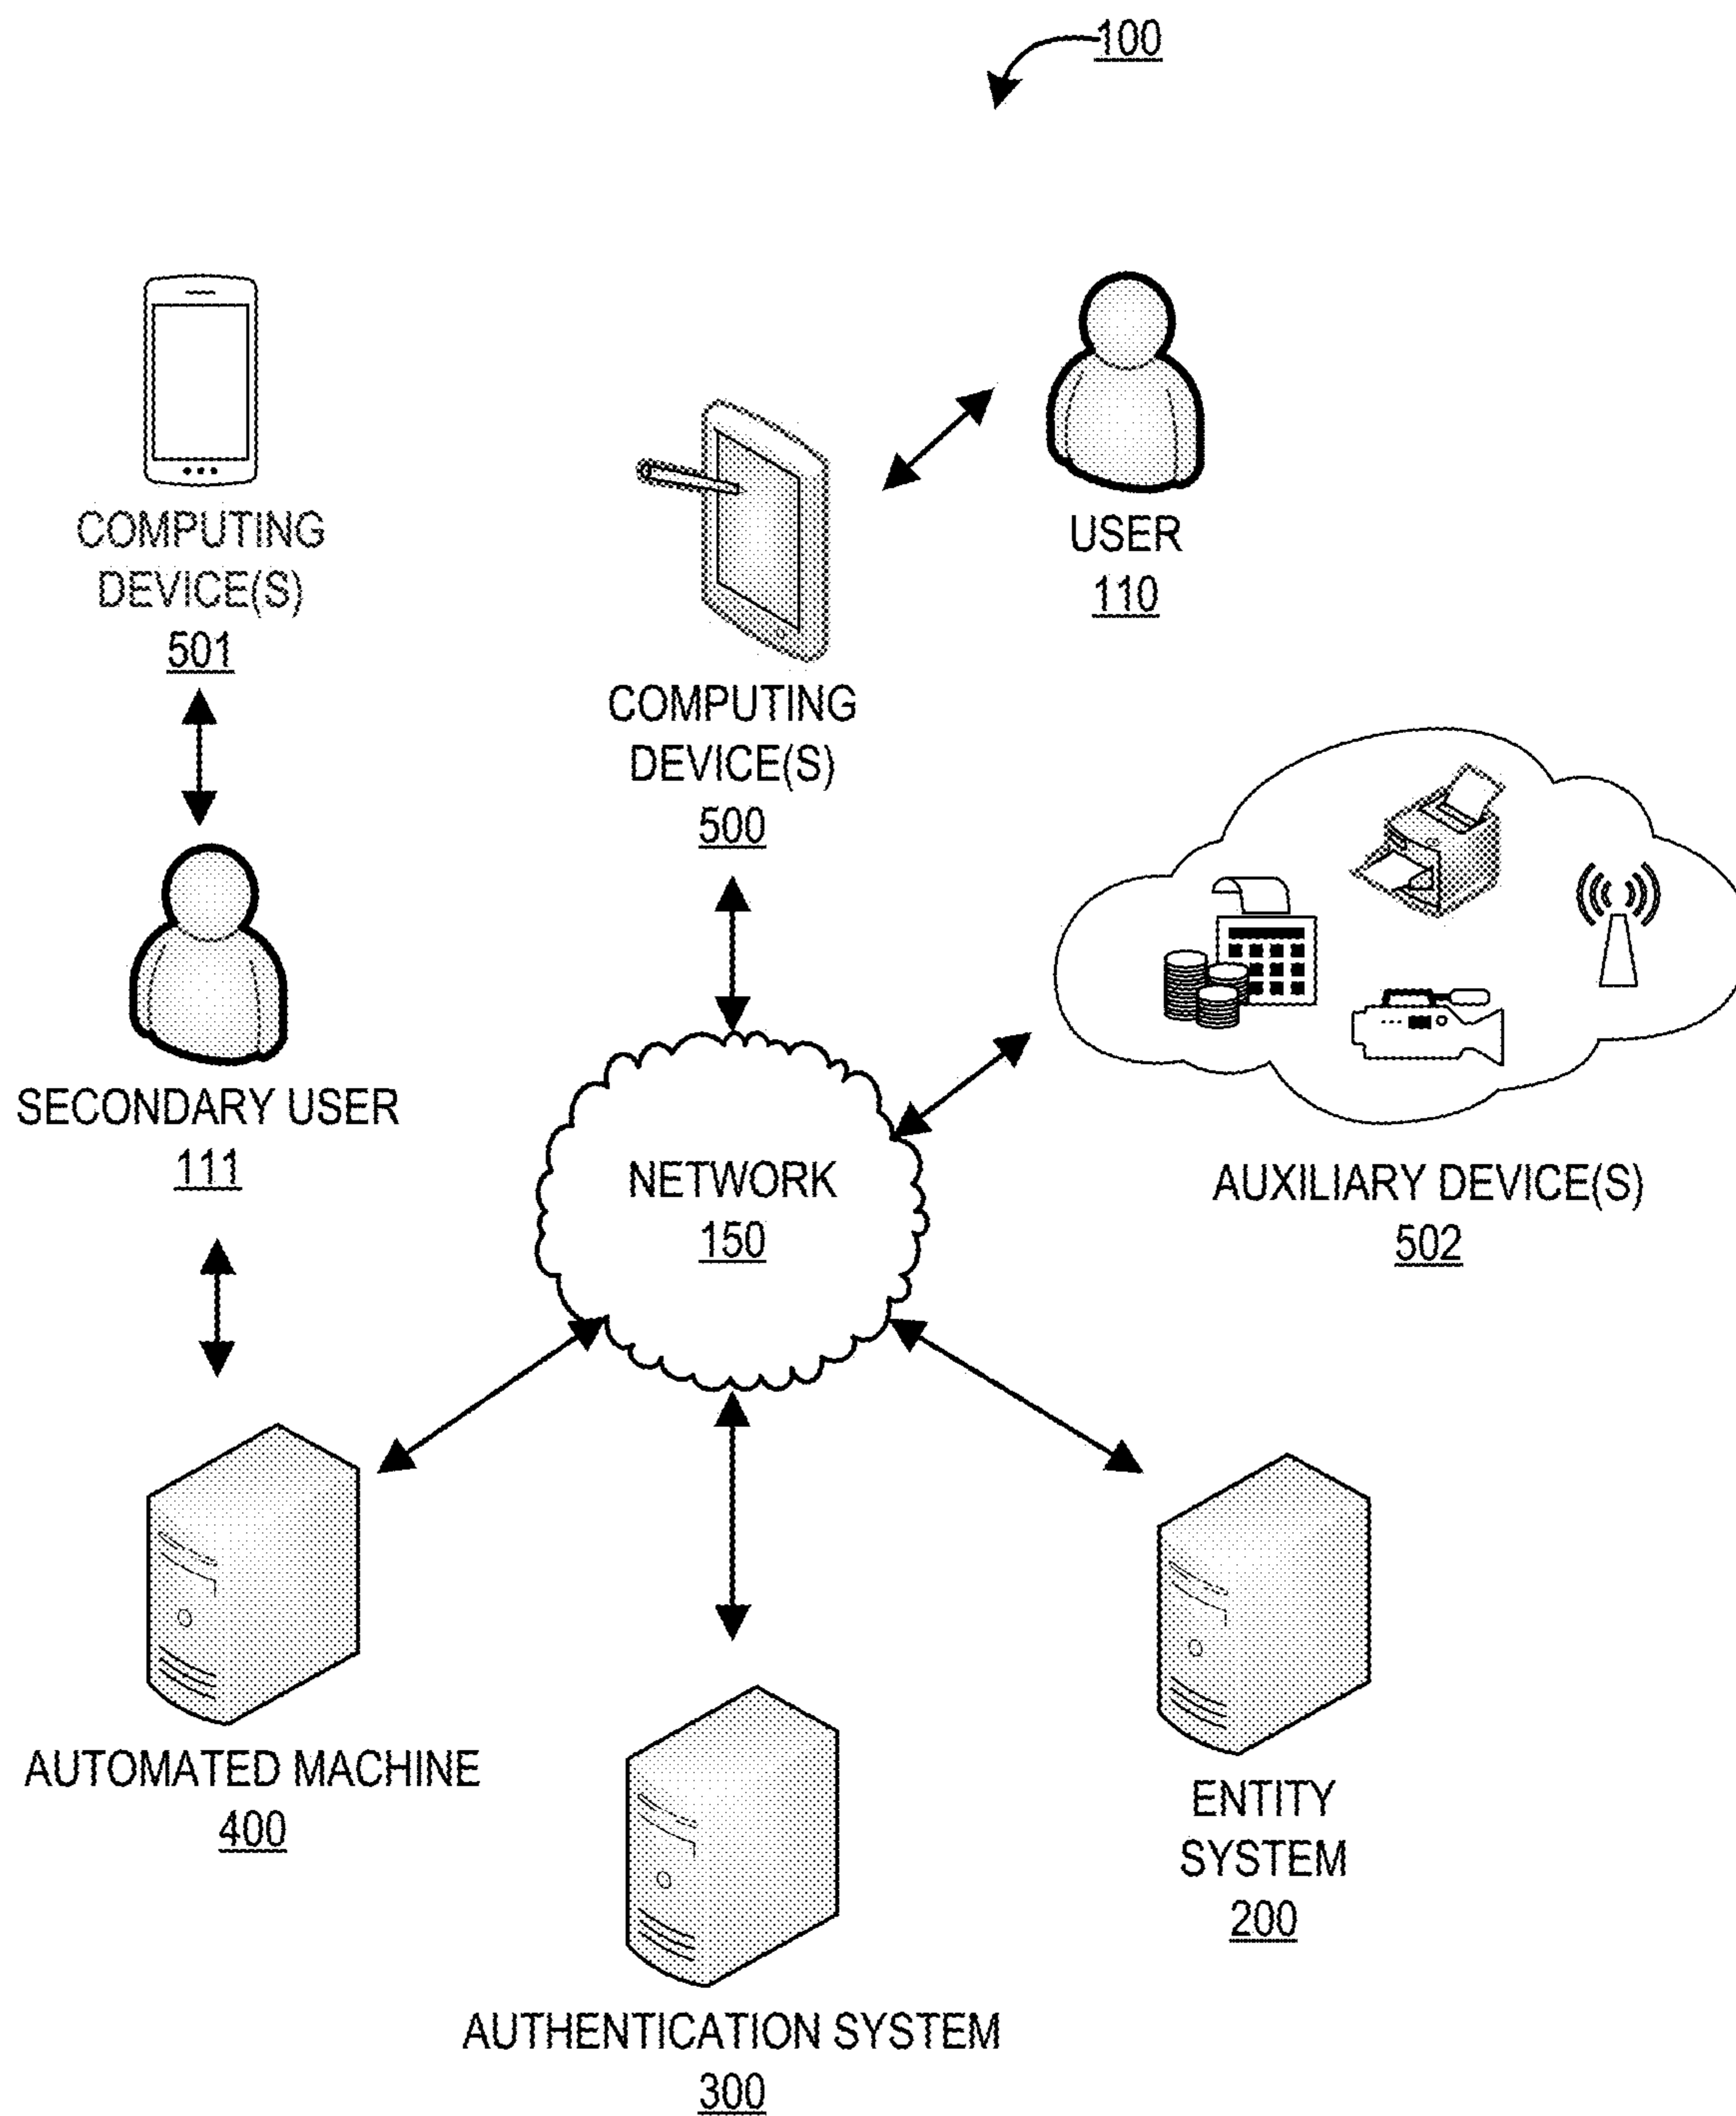 100
COMPUTING
DEVICE(S)
501
USER
110
COMPUTING
DEVICE(S)
500
SECONDARY USER
111
NETWORK
150
AUXILIARY DEVICE(S)
502
AUTOMATED MACHINE
400
ENTITY
SYSTEM
200
AUTHENTICATION SYSTEM
300